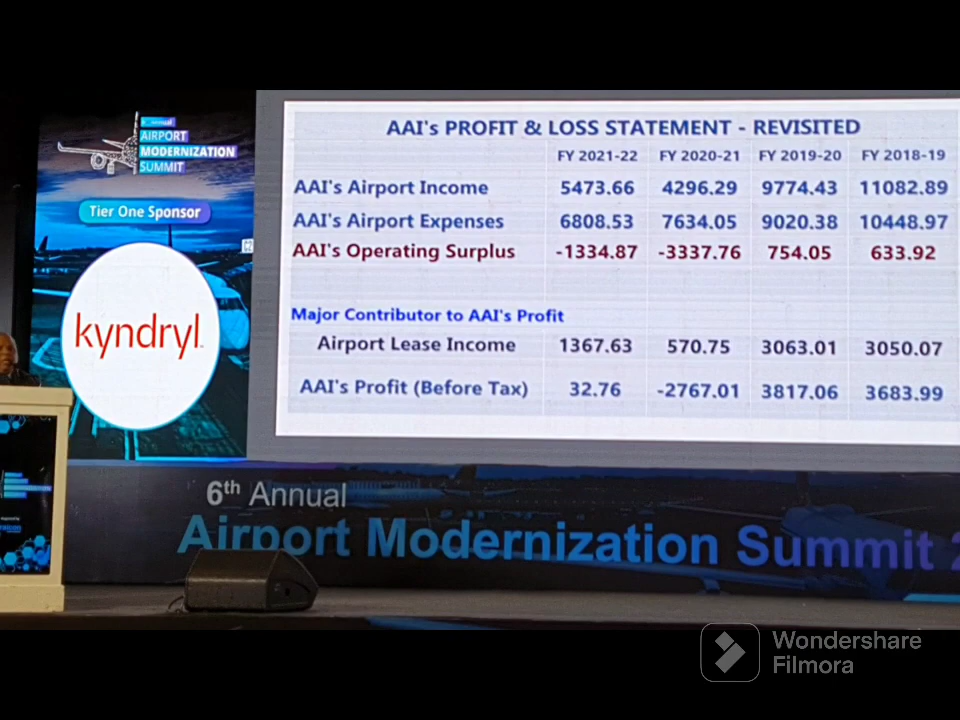 AIRPORT
MODERNIZATION
SUMMIT
Tier One Sponsor
kyndryl
AAI's PROFIT & LOSS STATEMENT - REVISITED
FY 2021-22 FY 2020-21 FY 2019-20 FY 2018-19
AAI's Airport Income 5473.66 4296.29 9774.43 11082.89
AAI's Airport Expenses 6808.53 7634.05 9020.38 10448.97
AAI's Operating Surplus -1334.87 -3337.76 754.05 633.92
Major Contributor to AAI's Profit
Airport Lease Income 1367.63 570.75 3063.01 3050.07
AAI's Profit (Before Tax) 32.76 -2767.01 3817.06 3683.99
6th Annual
Airport Modernization Summit
Wondershare
Filmora